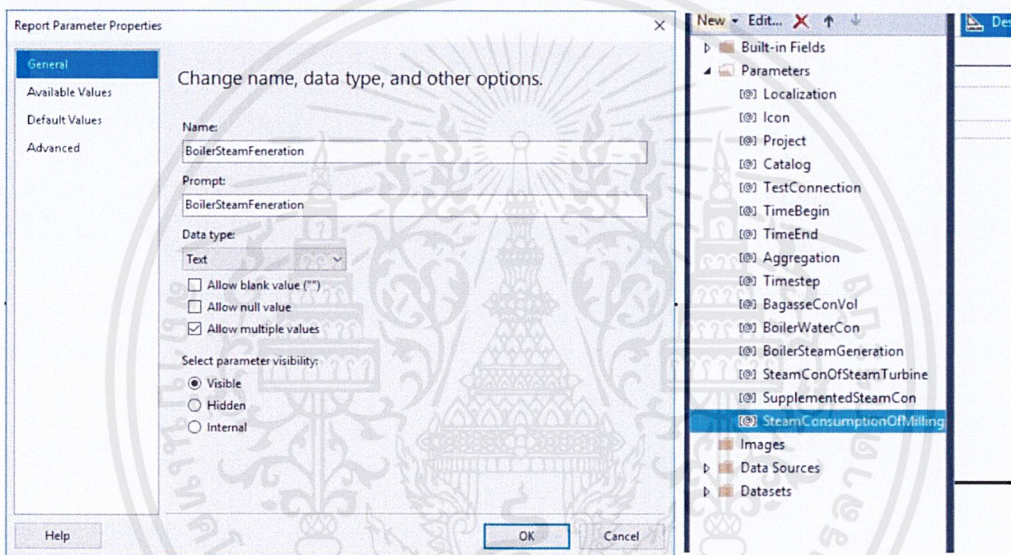 Report Parameter Properties
General
Available Values
Default Values
Advanced
Change name, data type, and other options.
Name:
BoilerSteamFeneration
Prompt:
BoilerSteamFeneration
Data type:
Text
Allow blank value ("")
Allow null value
Allow multiple values
Select parameter visibility:
Visible
Hidden
Internal
Help
OK
Cancel
New Edit...
Built-in Fields
Parameters
[@] Localization
[@] Icon
[@] Project
[@] Catalog
[@] TestConnection
[@] TimeBegin
[@] TimeEnd
[@] Aggregation
[@] Timestep
[@] BagasseConVol
[@] BoilerWaterCon
[@] BoilerSteamGeneration
[@] SteamConOfSteamTurbine
[@] SupplementedSteamCon
[@] SteamConsumptionOfMilling
Images
Data Sources
Datasets
Des